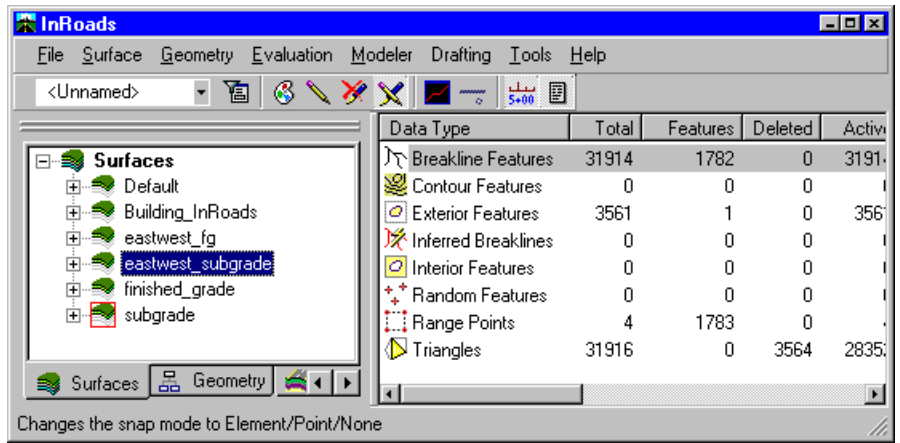 InRoads
File Surface Geometry Evaluation Modeler Drafting Tools Help
<Unnamed> 5+00
Data Type Total Features Deleted
Surfaces
Default
Building_InRoads
eastwest_fg
eastwest_subgrade
finished_grade
subgrade
Breakline Features 31914 1782 0
Contour Features 0 0 0
Exterior Features 3561 1 0
Inferred Breaklines 0 0 0
Interior Features 0 0 0
Random Features 0 0 0
Range Points 4 1783 0
Triangles 31916 0 3564
Surfaces Geometry
Changes the snap mode to Element/Point/None